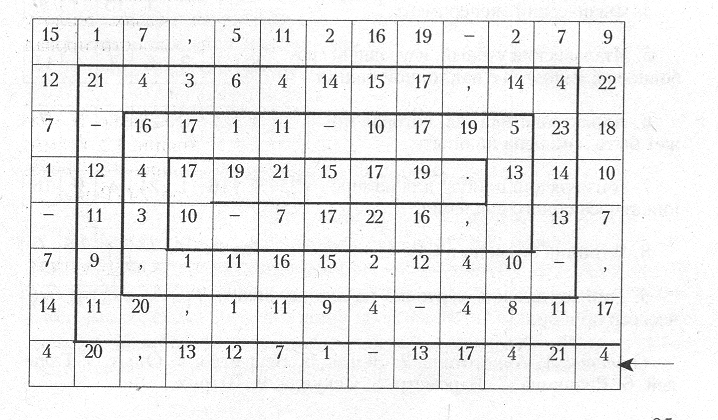 15 1 7 , 5 11 2 16 19 – 2 7 9
12 21 4 3 6 4 14 15 17 , 14 4 22
7 – 16 17 1 11 – 10 17 19 5 23 18
1 12 4 17 19 21 15 17 19 . 13 14 10
– 11 3 10 – 7 17 22 16 , 13 7
7 9 , 1 11 16 15 2 12 4 10 – ,
14 11 20 , 1 11 9 4 – 4 8 11 17
4 20 , 13 12 7 1 – 13 17 4 21 4